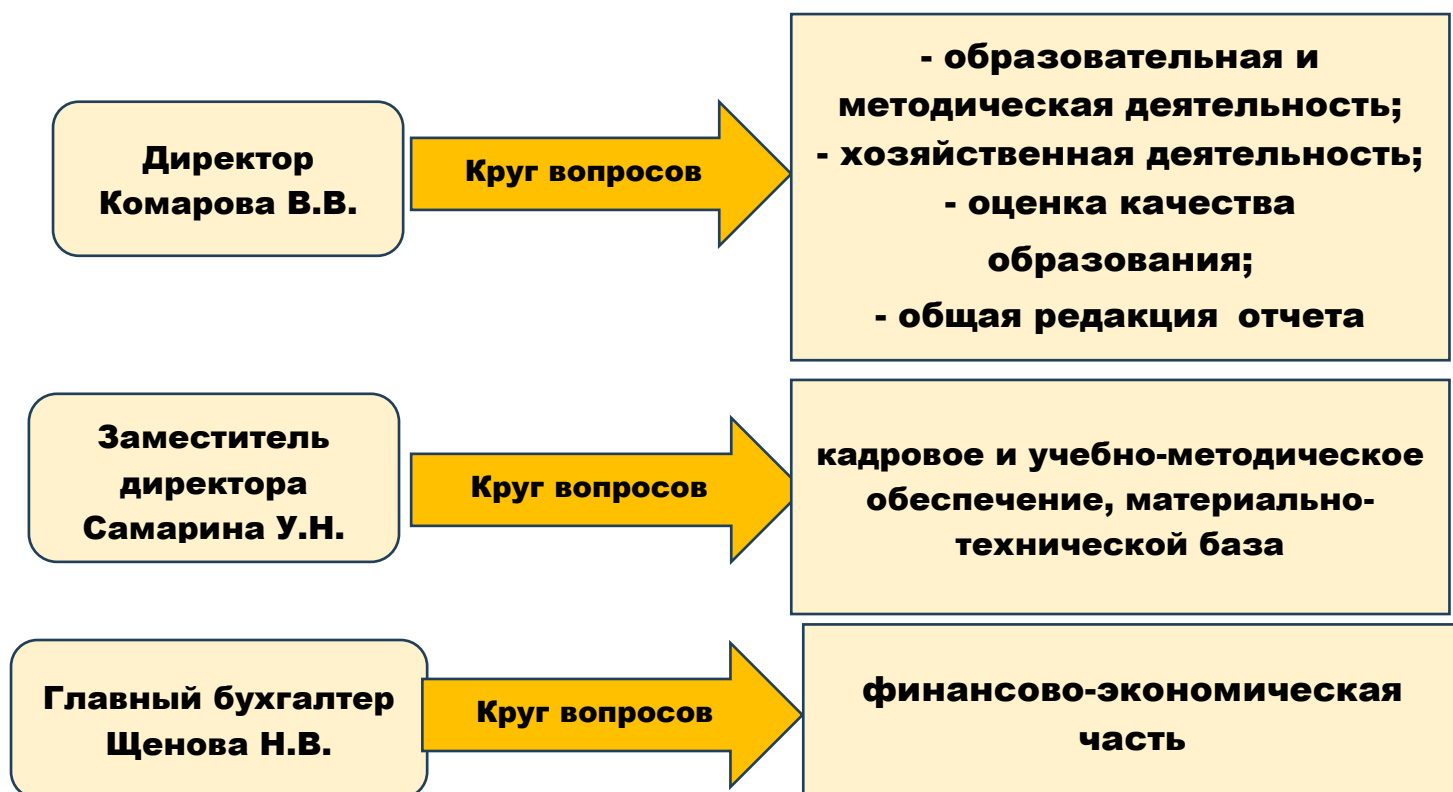 Директор
Комарова В.В.
Круг вопросов
- образовательная и
методическая деятельность;
- хозяйственная деятельность;
- оценка качества
образования;
- общая редакция отчета
Заместитель
директора
Самарина У.Н.
Круг вопросов
кадровое и учебно-методическое
обеспечение, материально-
технической база
Главный бухгалтер
Щенова Н.В.
Круг вопросов
финансово-экономическая
часть